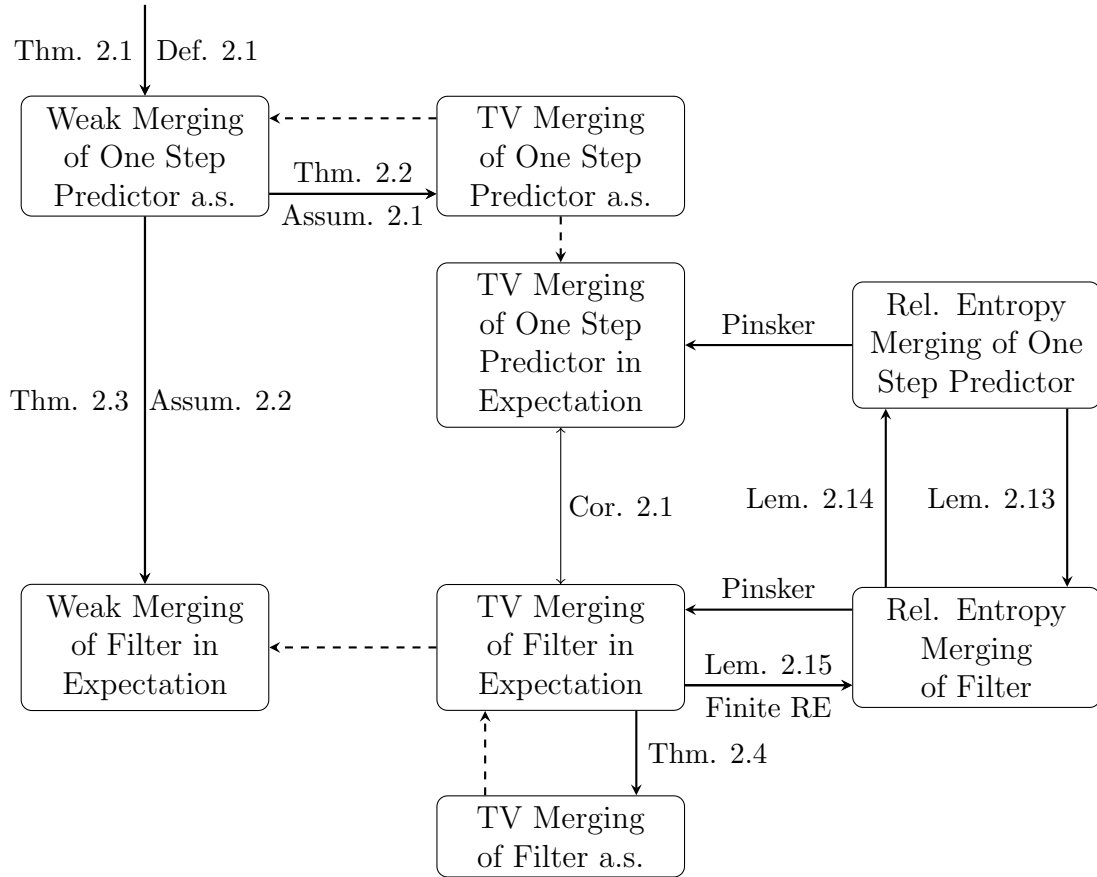 Thm. 2.1
Def. 2.1
Weak Merging
of One Step
Predictor a.s.
Thm. 2.2
Assum. 2.1
TV Merging
of One Step
Predictor a.s.
TV Merging
of One Step
Predictor in
Expectation
Pinsker
Rel. Entropy
Merging of One
Step Predictor
Thm. 2.3
Assum. 2.2
Cor. 2.1
Lem. 2.14
Lem. 2.13
Weak Merging
of Filter in
Expectation
TV Merging
of Filter in
Expectation
Pinsker
Lem. 2.15
Finite RE
Rel. Entropy
Merging
of Filter
Thm. 2.4
TV Merging
of Filter a.s.